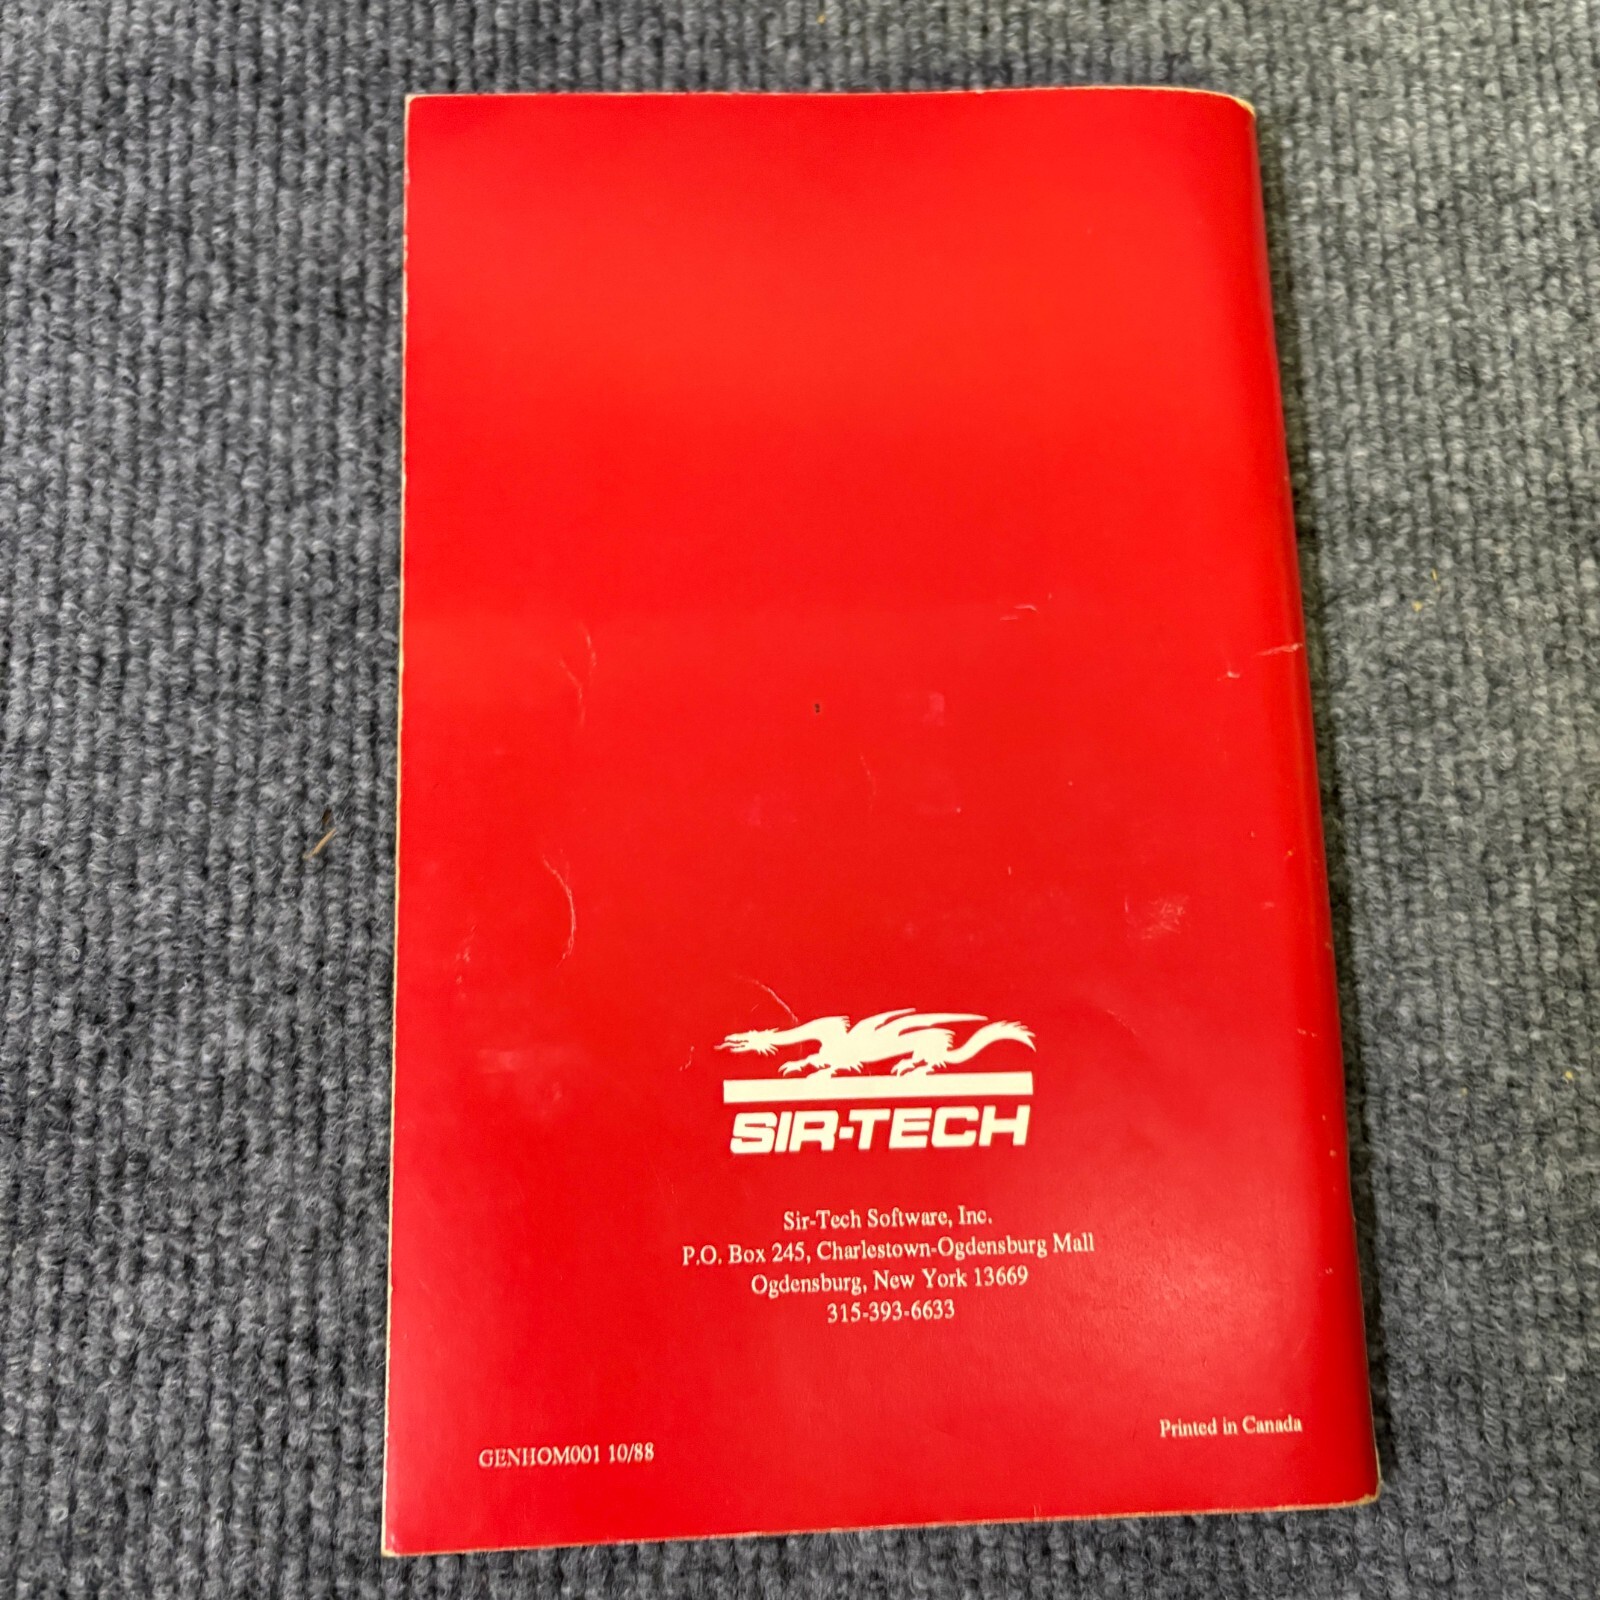 SIR-TECH
Sir-Tech Software, Inc.
P.O. Box 245, Charlestown-Ogdensburg Mall
Ogdensburg, New York 13669
315-393-6633
Printed in Canada
GENHOM001 10/88